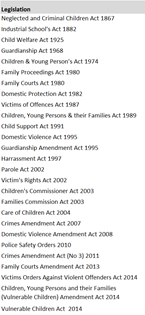 Legislation
Neglected and Criminal Children Act 1867
Industrial School's Act 1882
Child Welfare Act 1925
Guardianship Act 1968
Children & Young Person's Act 1974
Family Proceedings Act 1980
Family Courts Act 1980
Domestic Protection Act 1982
Victims of Offences Act 1987
Children, Young Persons & their Families Act 1989
Child Support Act 1991
Domestic Violence Act 1995
Guardianship Amendment Act 1995
Harrassment Act 1997
Parole Act 2002
Victim's Rights Act 2002
Children's Commissioner Act 2003
Families Commission Act 2003
Care of Children Act 2004
Crimes Amendment Act 2007
Domestic Violence Amendment Act 2008
Police Safety Orders 2010
Crimes Amendment Act (No 3) 2011
Family Courts Amendment Act 2013
Victims Orders Against Violent Offenders Act 2014
Children, Young Persons and their Families
(Vulnerable Children) Amendment Act 2014
Vulnerable Children Act 2014